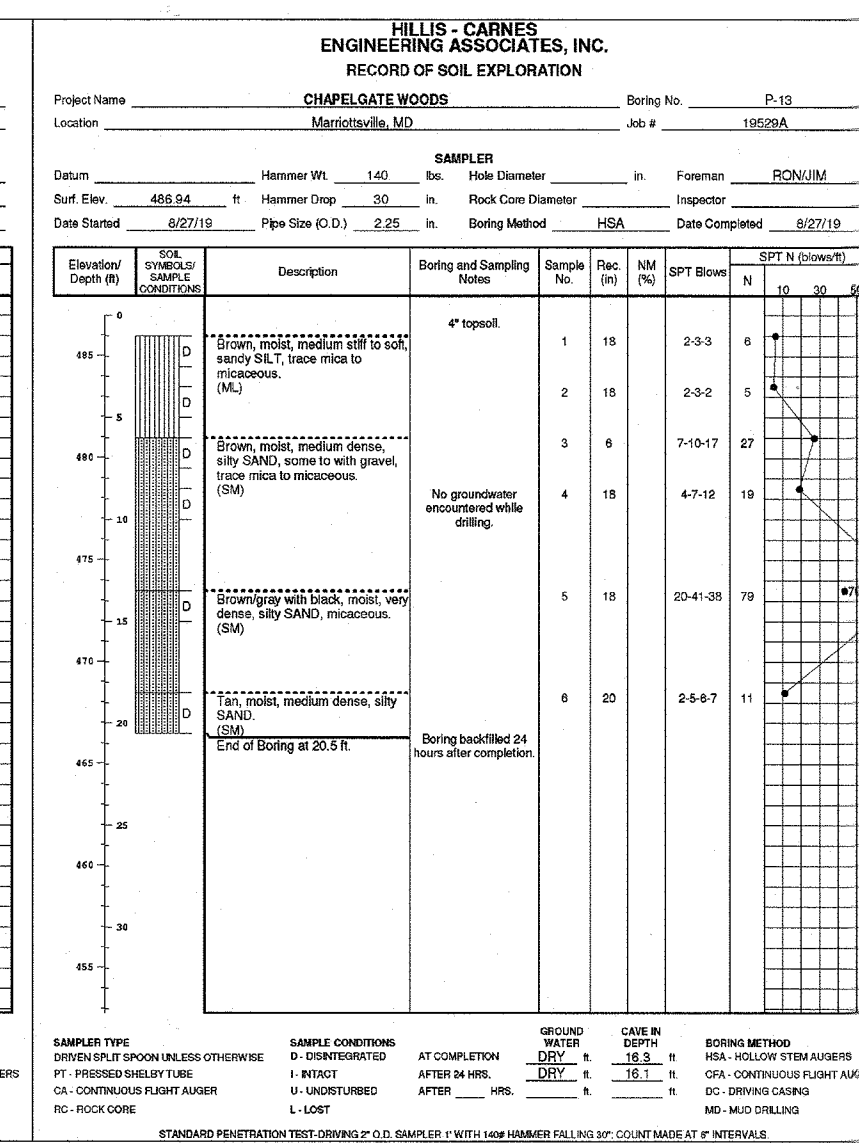 HILLIS - CARNES
ENGINEERING ASSOCIATES, INC.
RECORD OF SOIL EXPLORATION
Project Name CHAPELGATE WOODS Boring No. P-13
Location Marriottsville, MD Job # 19529A
SAMPLER
Datum Hammer Wt. 140 lbs. Hole Diameter in. Foreman RON/JIM
Surf. Elev. 486.94 ft Hammer Drop 30 in. Rock Core Diameter Inspector
Date Started 8/27/19 Pipe Size (O.D.) 2.25 in. Boring Method HSA Date Completed 8/27/19
Elevation/ Depth (ft) SOIL SYMBOLS/ SAMPLE CONDITIONS Description Boring and Sampling Notes Sample No. Rec. (in) NM (%) SPT Blows SPT N (blows/ft)
N 10 30
0
4" topsoil.
485 D Brown, moist, medium stiff to soft, 1 18 2-3-3 6
sandy SILT, trace mica to
micaceous.
(ML)
D 2 18 2-3-2 5
5
480 D Brown, moist, medium dense, 3 6 7-10-17 27
silty SAND, some to with gravel,
trace mica to micaceous.
(SM)
D No groundwater 4 18 4-7-12 19
encountered while
10 drilling.
475
D Brown/gray with black, moist, very 5 18 20-41-38 79
dense, silty SAND, micaceous.
15 (SM)
470
D Tan, moist, medium dense, silty 6 20 2-5-6-7 11
SAND.
20 (SM)
End of Boring at 20.5 ft.
Boring backfilled 24
hours after completion.
465
25
460
30
455
GROUND WATER CAVE IN DEPTH
SAMPLER TYPE SAMPLE CONDITIONS BORING METHOD
DRIVEN SPLIT SPOON UNLESS OTHERWISE D - DISINTEGRATED AT COMPLETION DRY ft. 16.3 ft. HSA - HOLLOW STEM AUGERS
ERS PT - PRESSED SHELBY TUBE I - INTACT AFTER 24 HRS. DRY ft. 16.1 ft. CFA - CONTINUOUS FLIGHT AUG
CA - CONTINUOUS FLIGHT AUGER U - UNDISTURBED AFTER HRS. ft. ft. DC - DRIVING CASING
RC - ROCK CORE L - LOST MD - MUD DRILLING
STANDARD PENETRATION TEST-DRIVING 2" O.D. SAMPLER 1' WITH 140# HAMMER FALLING 30"; COUNT MADE AT 6" INTERVALS.